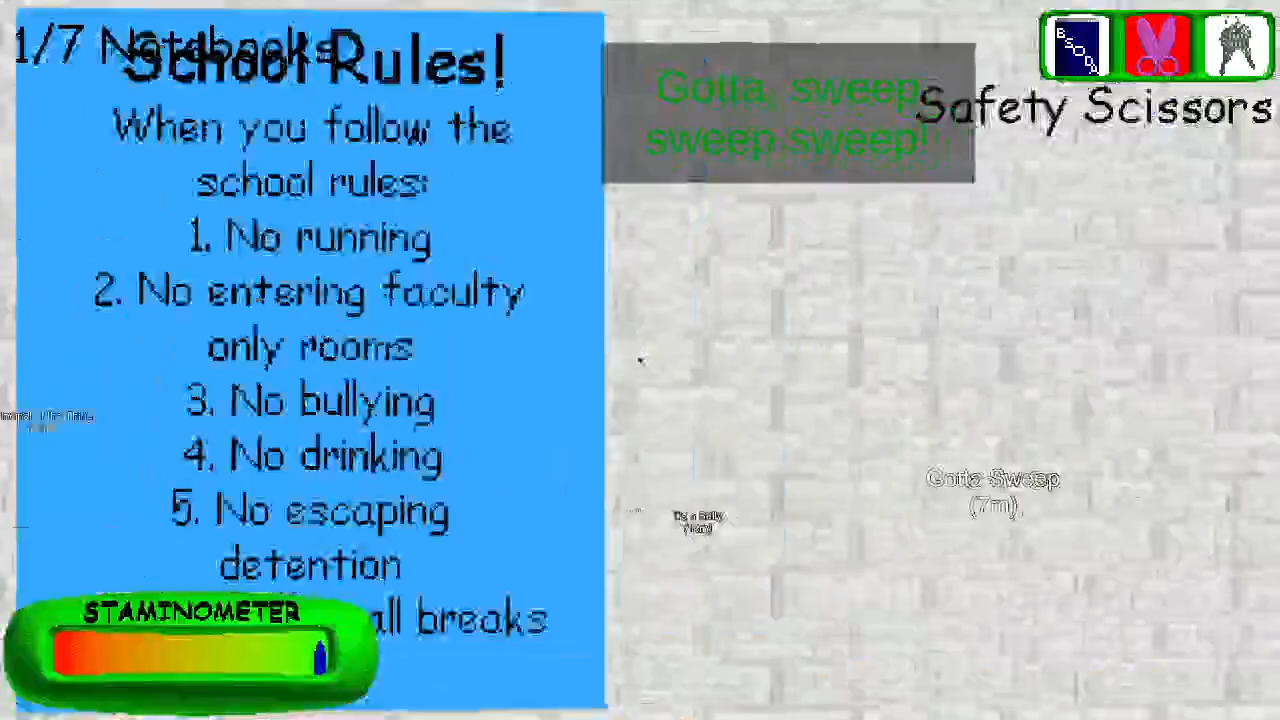 1/7 Notebooks
School Rules!
When you follow the
school rules:
1. No running
2. No entering faculty
only rooms
3. No bullying
4. No drinking
5. No escaping
detention
all breaks
STAMINOMETER
Gotta, sweep,
sweep sweep!
BSODA
Safety Scissors
Gotta Sweep
(7m)